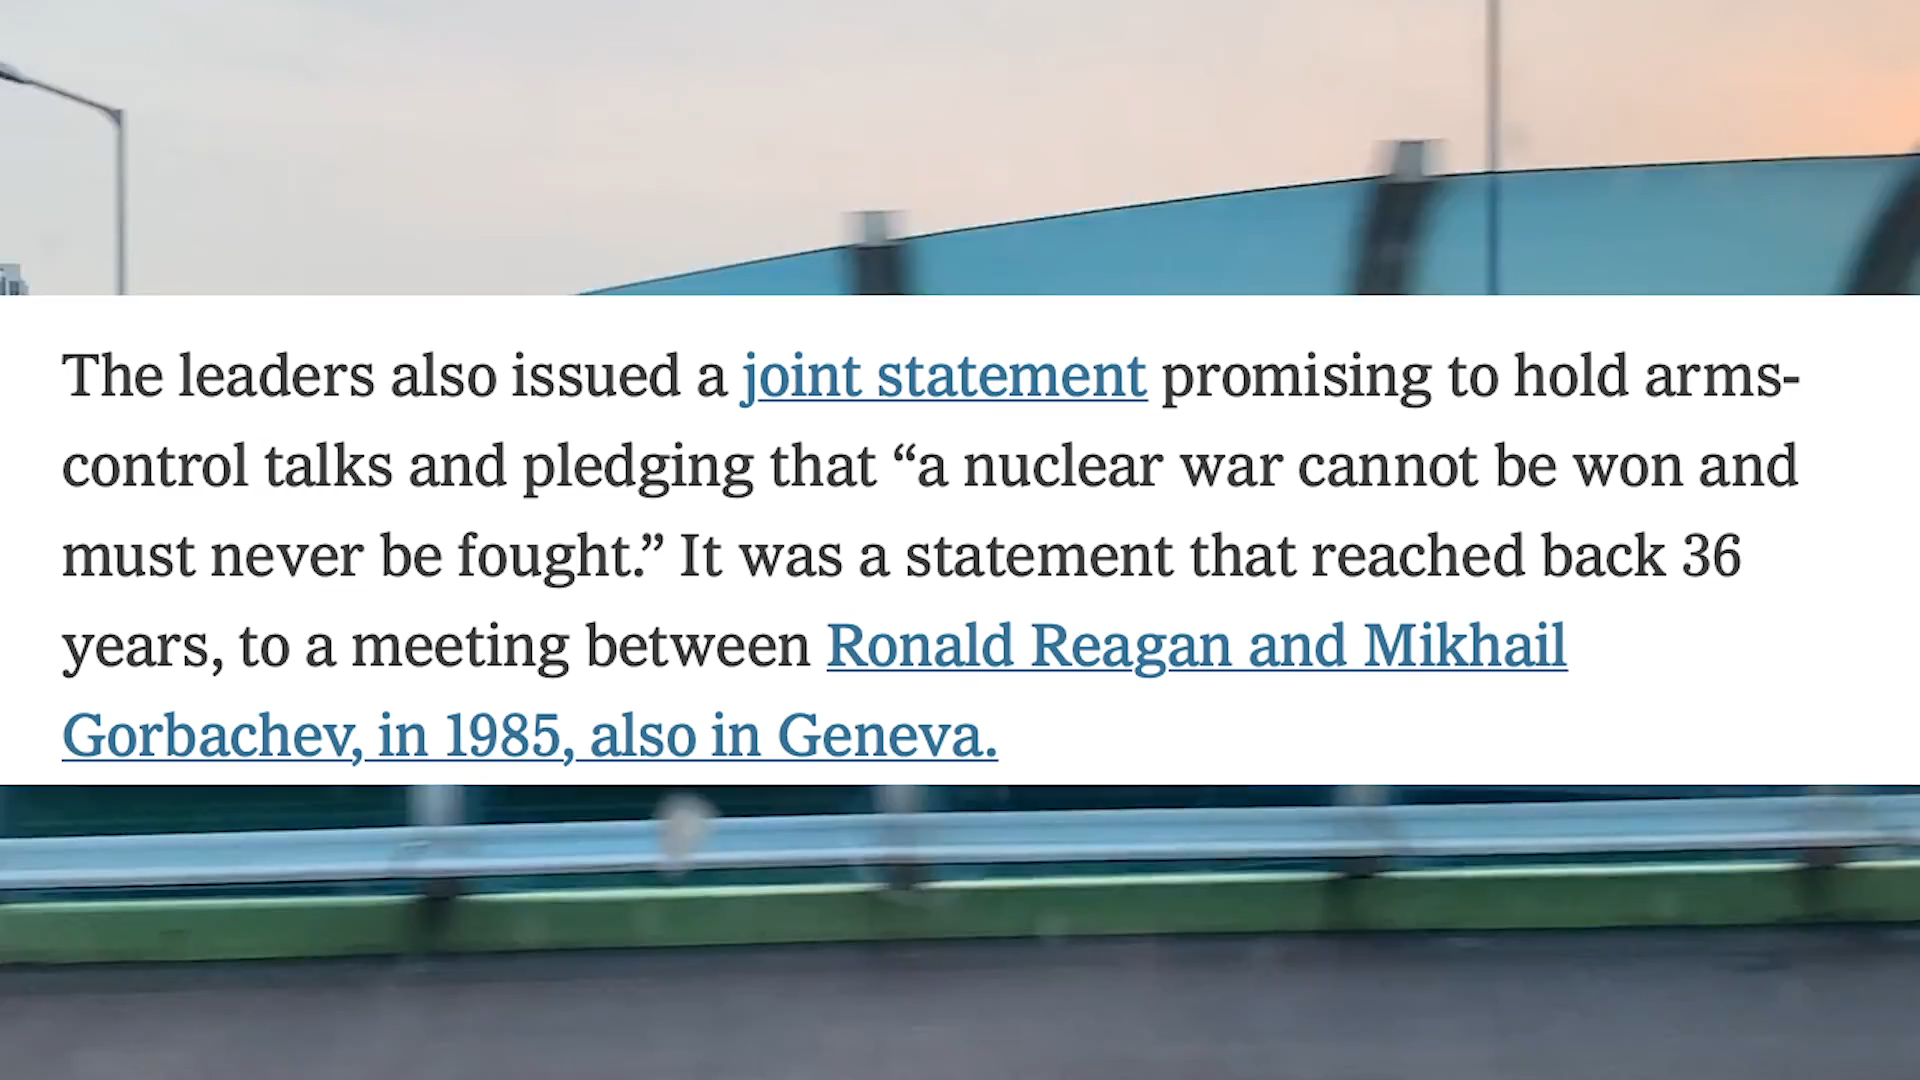 The leaders also issued a joint statement promising to hold arms-
control talks and pledging that “a nuclear war cannot be won and
must never be fought.” It was a statement that reached back 36
years, to a meeting between Ronald Reagan and Mikhail
Gorbachev, in 1985, also in Geneva.